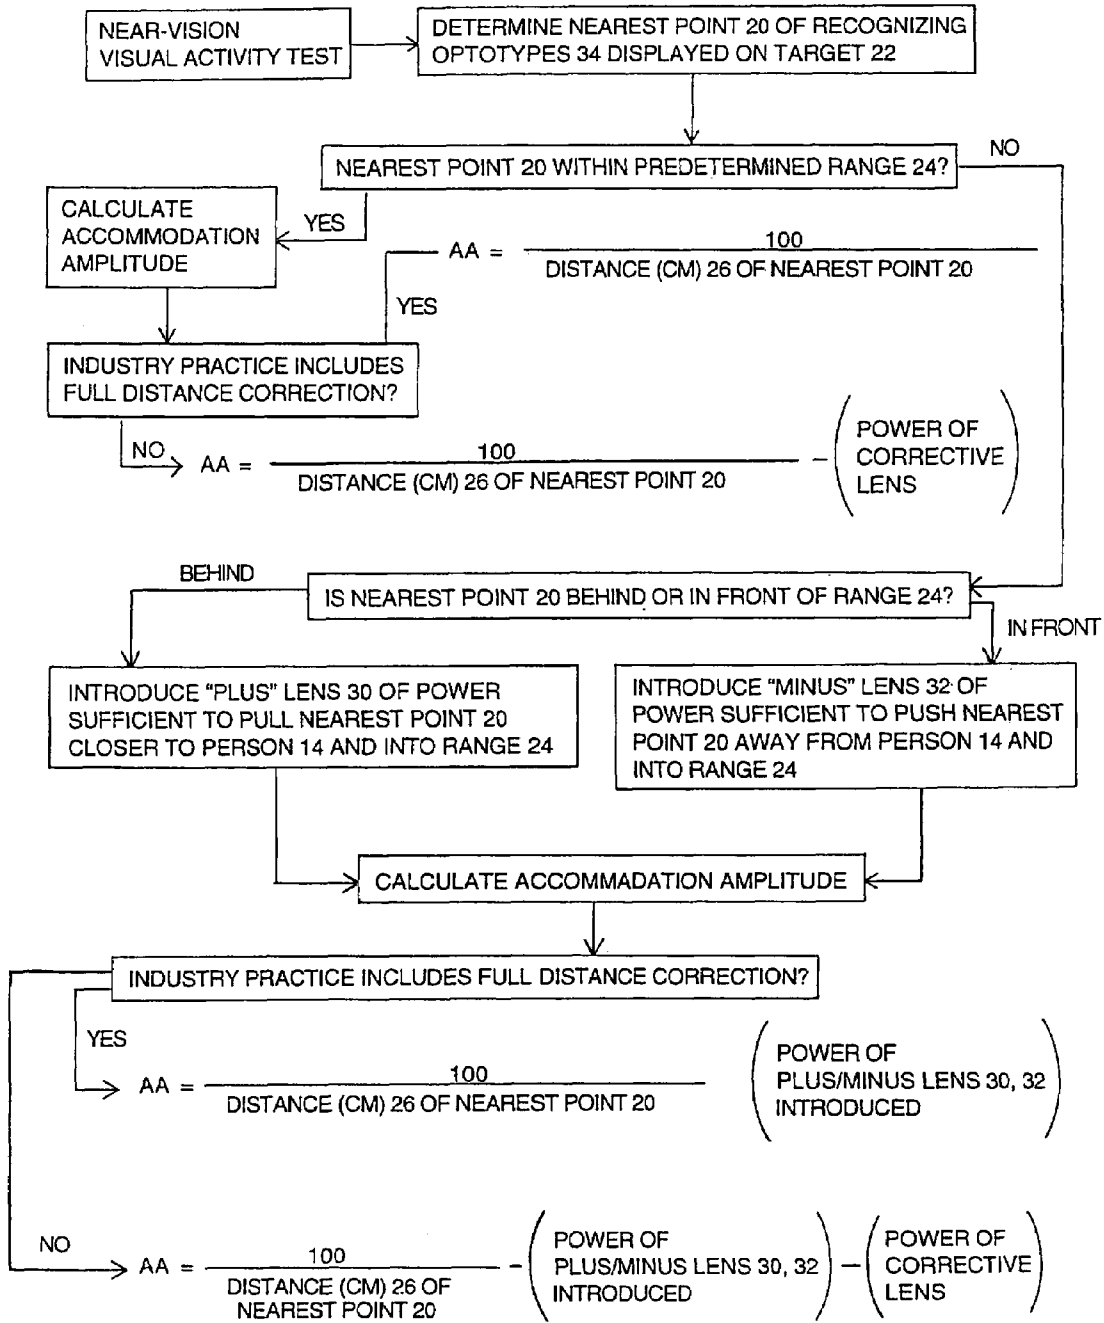 NEAR-VISION
VISUAL ACTIVITY TEST
DETERMINE NEAREST POINT 20 OF RECOGNIZING
OPTOTYPES 34 DISPLAYED ON TARGET 22
NEAREST POINT 20 WITHIN PREDETERMINED RANGE 24?
NO
YES
CALCULATE
ACCOMMODATION
AMPLITUDE
AA =
100
DISTANCE (CM) 26 OF NEAREST POINT 20
YES
INDUSTRY PRACTICE INCLUDES
FULL DISTANCE CORRECTION?
NO
AA =
100
DISTANCE (CM) 26 OF NEAREST POINT 20
–
POWER OF
CORRECTIVE
LENS
BEHIND
IS NEAREST POINT 20 BEHIND OR IN FRONT OF RANGE 24?
IN FRONT
INTRODUCE “PLUS” LENS 30 OF POWER
SUFFICIENT TO PULL NEAREST POINT 20
CLOSER TO PERSON 14 AND INTO RANGE 24
INTRODUCE “MINUS” LENS 32 OF
POWER SUFFICIENT TO PUSH NEAREST
POINT 20 AWAY FROM PERSON 14 AND
INTO RANGE 24
CALCULATE ACCOMMADATION AMPLITUDE
INDUSTRY PRACTICE INCLUDES FULL DISTANCE CORRECTION?
YES
AA =
100
DISTANCE (CM) 26 OF NEAREST POINT 20
POWER OF
PLUS/MINUS LENS 30, 32
INTRODUCED
NO
AA =
100
DISTANCE (CM) 26 OF
NEAREST POINT 20
–
POWER OF
PLUS/MINUS LENS 30, 32
INTRODUCED
–
POWER OF
CORRECTIVE
LENS